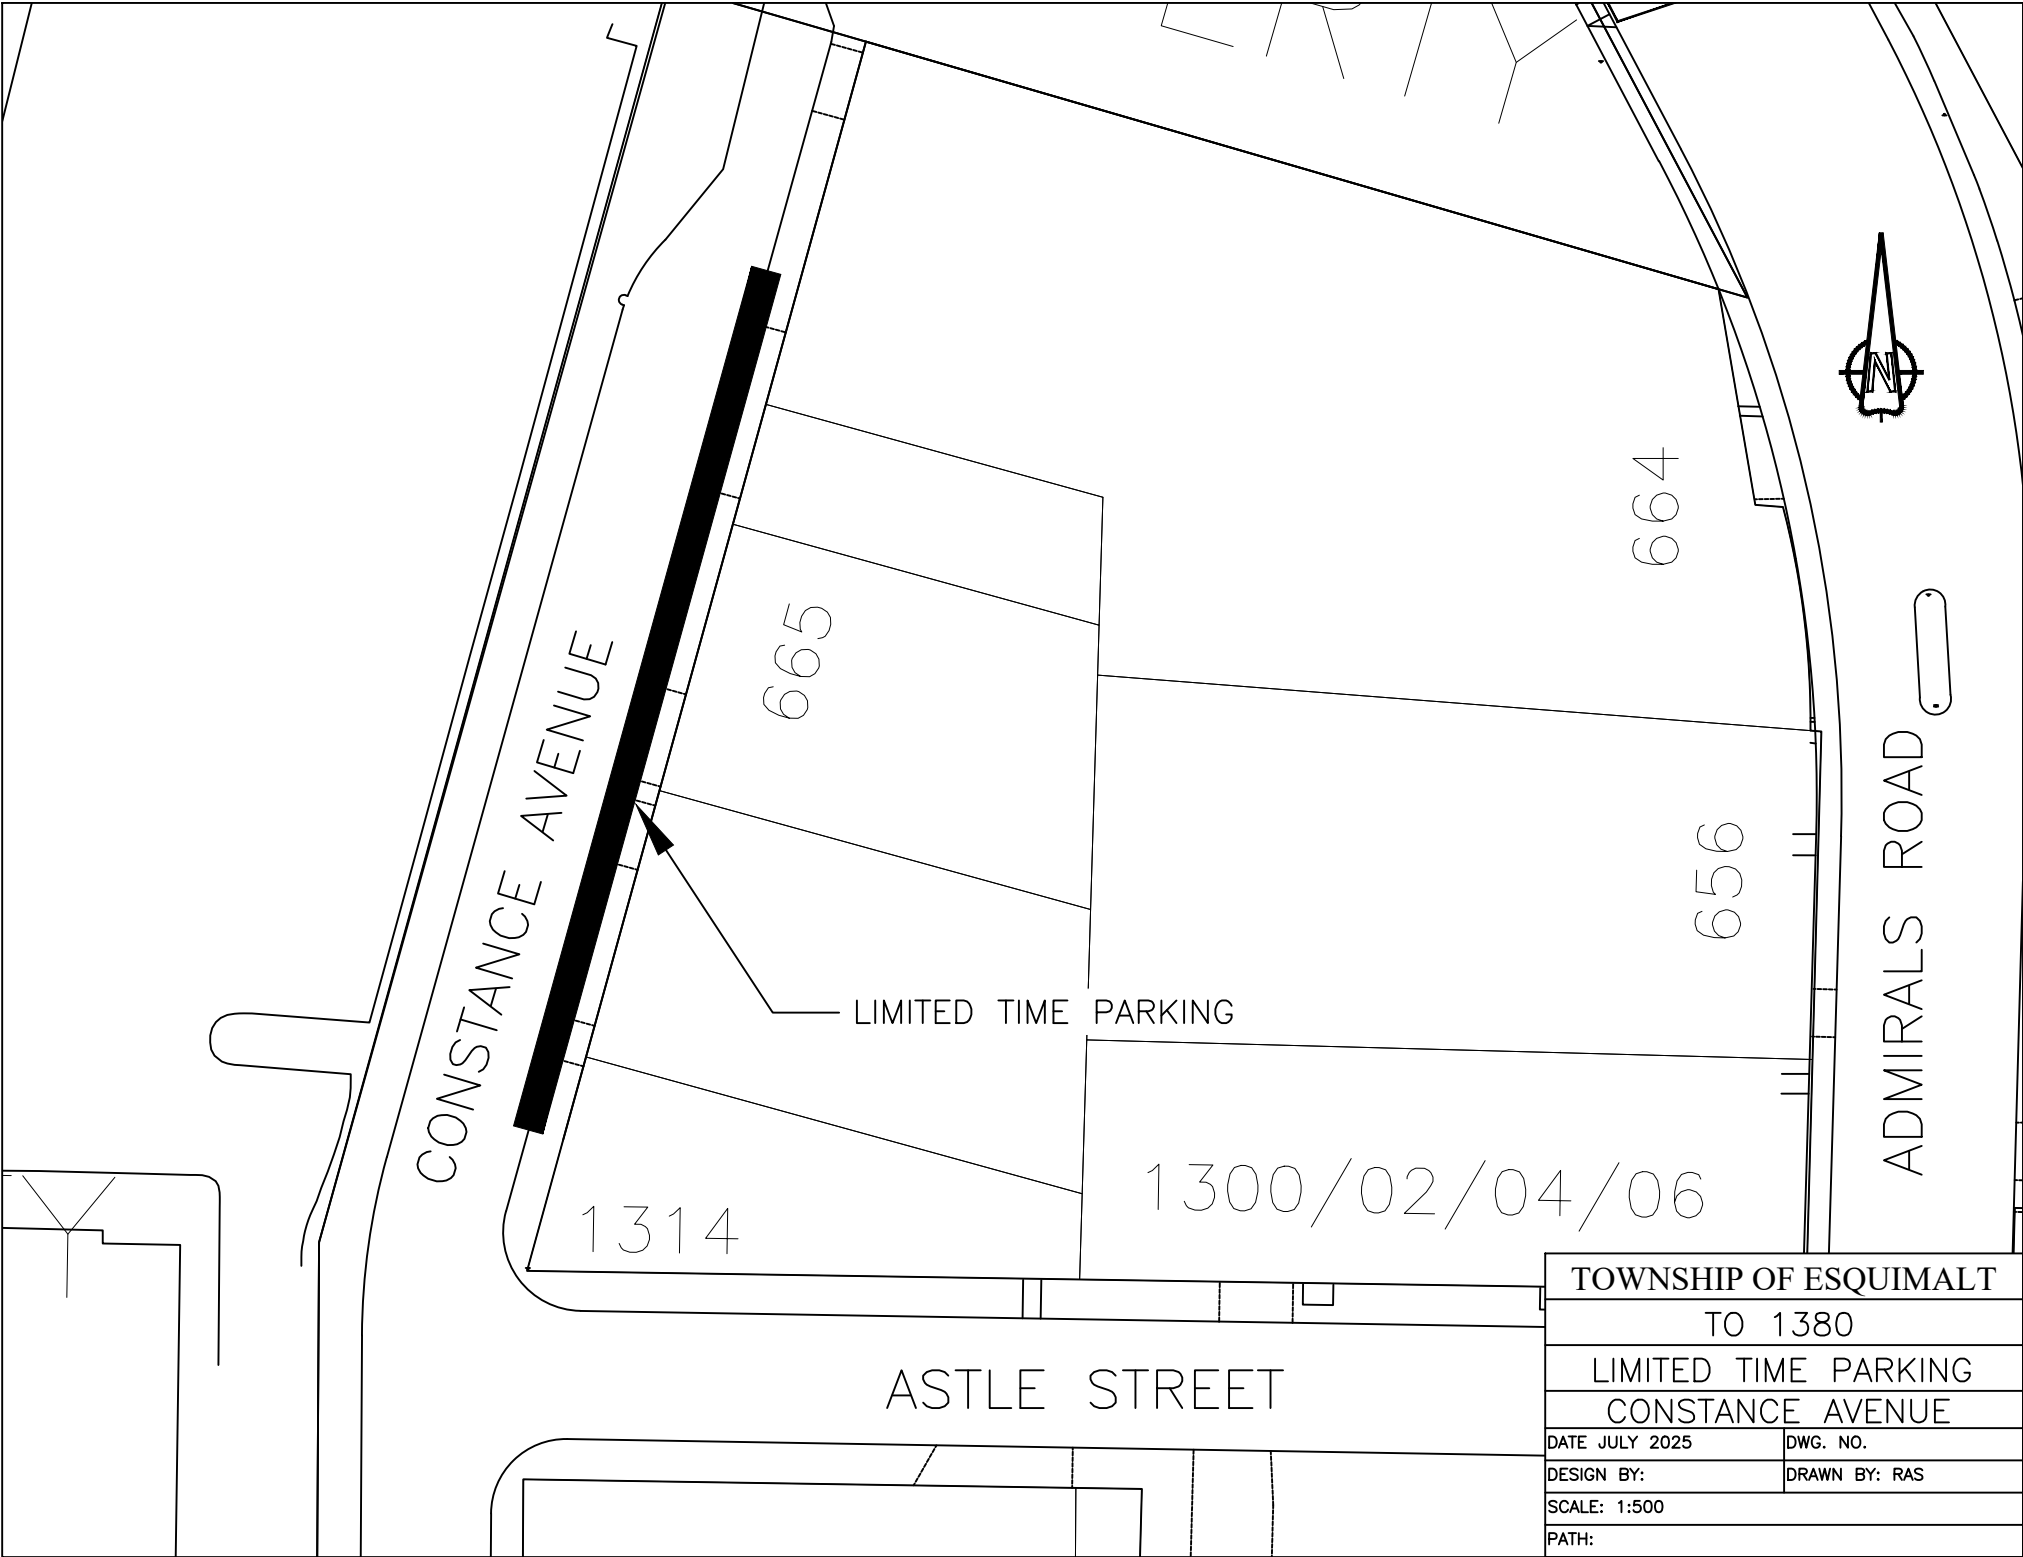 ERTY
N
664
665
CONSTANCE AVENUE
656
ADMIRALS ROAD
LIMITED TIME PARKING
1300/02/04/06
1314
ASTLE STREET
TOWNSHIP OF ESQUIMALT
TO 1380
LIMITED TIME PARKING
CONSTANCE AVENUE
DATE JULY 2025
DWG. NO.
DESIGN BY:
DRAWN BY: RAS
SCALE: 1:500
PATH: